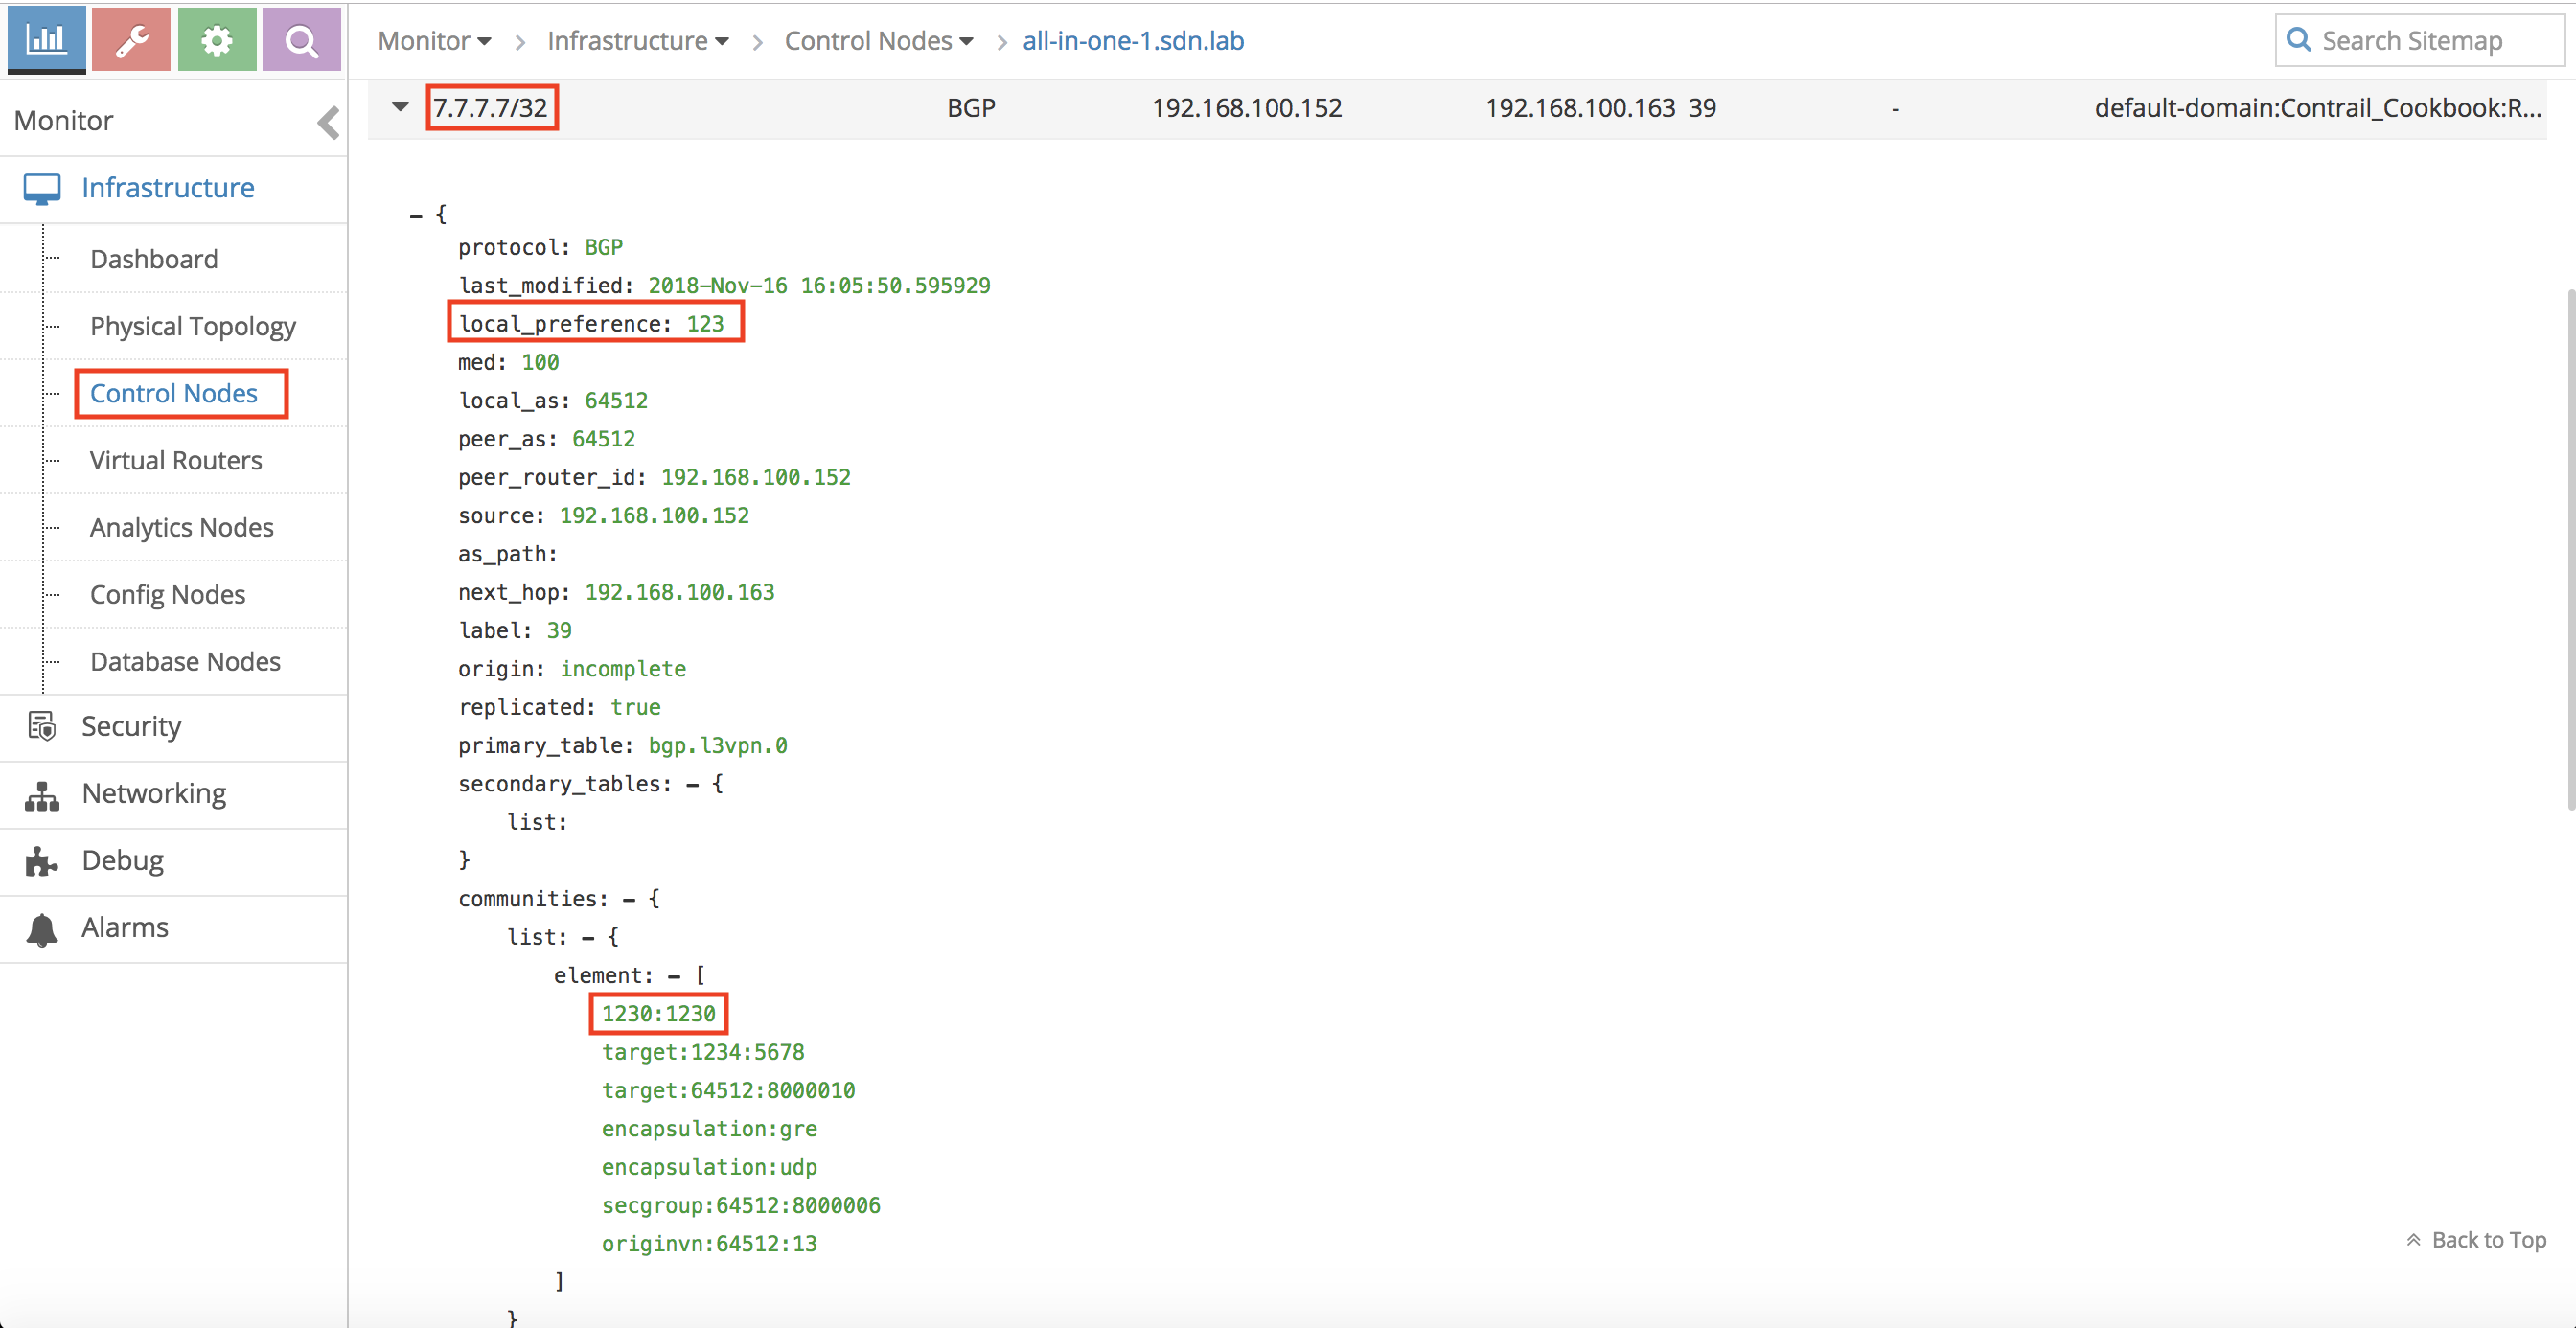 Monitor > Infrastructure > Control Nodes > all-in-one-1.sdn.lab
Search Sitemap
Monitor
Infrastructure
Dashboard
Physical Topology
Control Nodes
Virtual Routers
Analytics Nodes
Config Nodes
Database Nodes
Security
Networking
Debug
Alarms
7.7.7.7/32 BGP 192.168.100.152 192.168.100.163 39 - default-domain:Contrail_Cookbook:R...
– {
protocol: BGP
last_modified: 2018-Nov-16 16:05:50.595929
local_preference: 123
med: 100
local_as: 64512
peer_as: 64512
peer_router_id: 192.168.100.152
source: 192.168.100.152
as_path:
next_hop: 192.168.100.163
label: 39
origin: incomplete
replicated: true
primary_table: bgp.l3vpn.0
secondary_tables: – {
list:
}
communities: – {
list: – {
element: – [
1230:1230
target:1234:5678
target:64512:8000010
encapsulation:gre
encapsulation:udp
secgroup:64512:8000006
originvn:64512:13
]
}
Back to Top